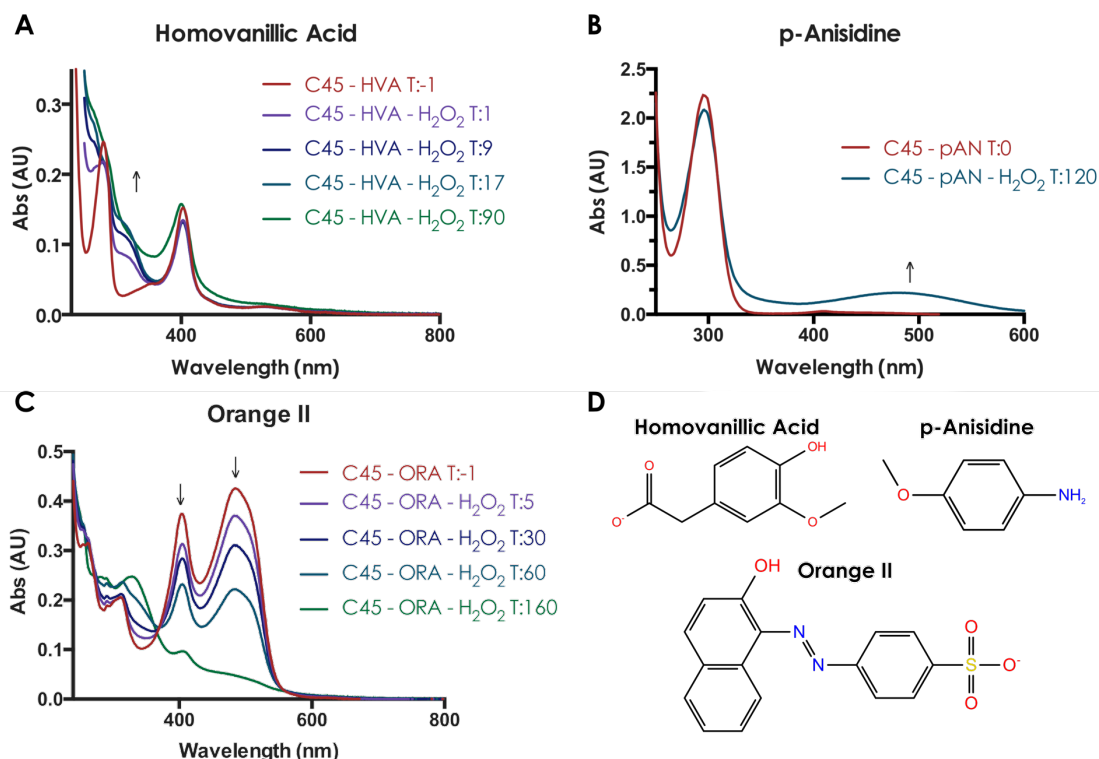 A
Homovanillic Acid
Abs (AU)
0.3
0.2
0.1
0.0
400
600
800
Wavelength (nm)
C45 - HVA T:-1
C45 - HVA - H₂O₂ T:1
C45 - HVA - H₂O₂ T:9
C45 - HVA - H₂O₂ T:17
C45 - HVA - H₂O₂ T:90
B
p-Anisidine
Abs (AU)
2.5
2.0
1.5
1.0
0.5
0.0
300
400
500
600
Wavelength (nm)
C45 - pAN T:0
C45 - pAN - H₂O₂ T:120
C
Orange II
Abs (AU)
0.5
0.4
0.3
0.2
0.1
0.0
400
600
800
Wavelength (nm)
C45 - ORA T:-1
C45 - ORA - H₂O₂ T:5
C45 - ORA - H₂O₂ T:30
C45 - ORA - H₂O₂ T:60
C45 - ORA - H₂O₂ T:160
D
Homovanillic Acid
O
O⁻
OH
O
p-Anisidine
O
NH₂
Orange II
OH
N
N
O
S
O⁻
O